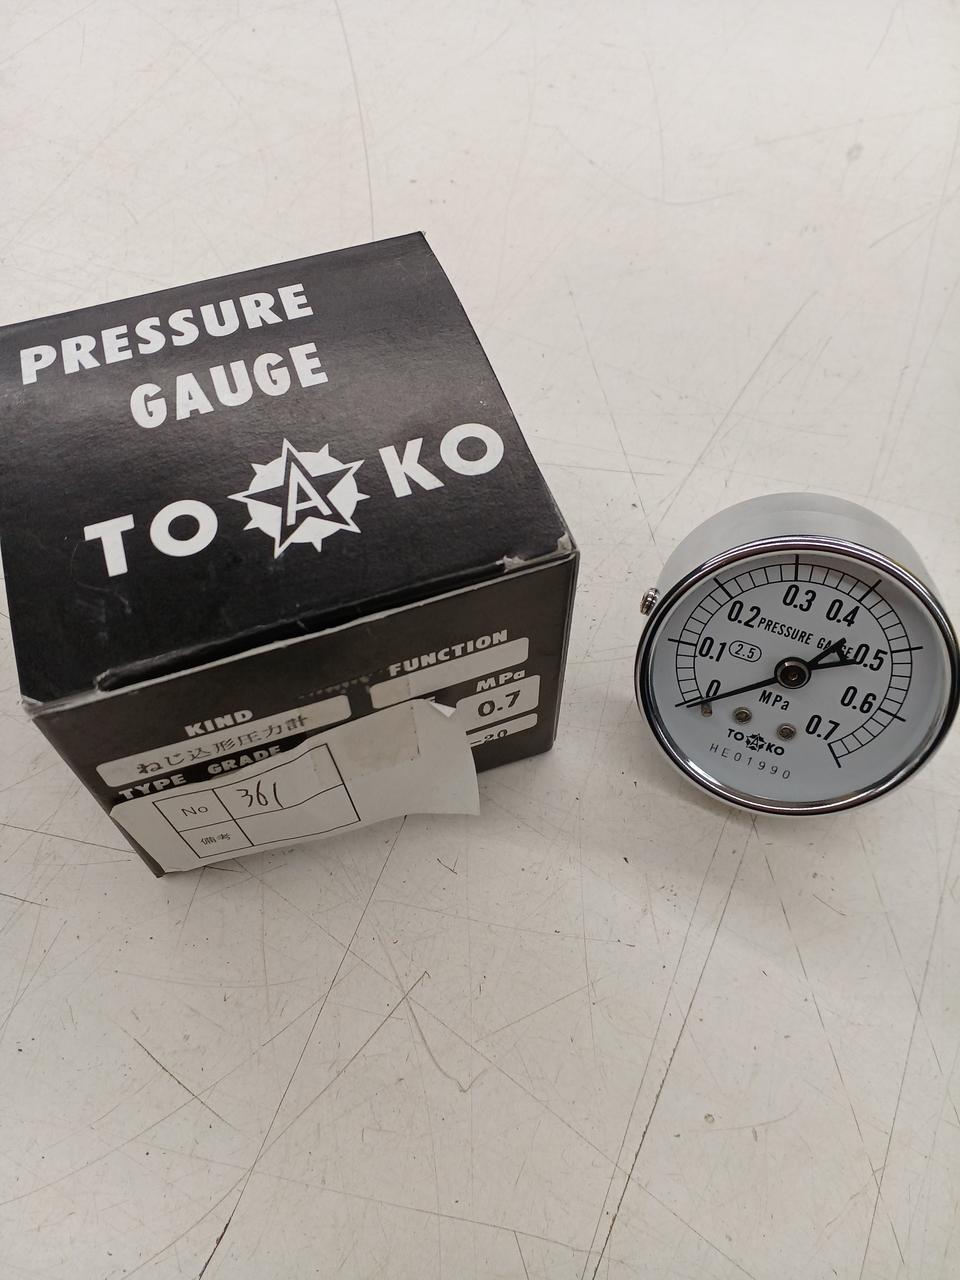 PRESSURE
GAUGE
TO A KO
KIND
FUNCTION
ねじ込形圧力計
MPa
0.7
TYPE GRADE
No 361
備考
0
0.1
0.2
0.3
0.4
0.5
0.6
0.7
PRESSURE GAUGE
2.5
MPa
TO A KO
HE01990